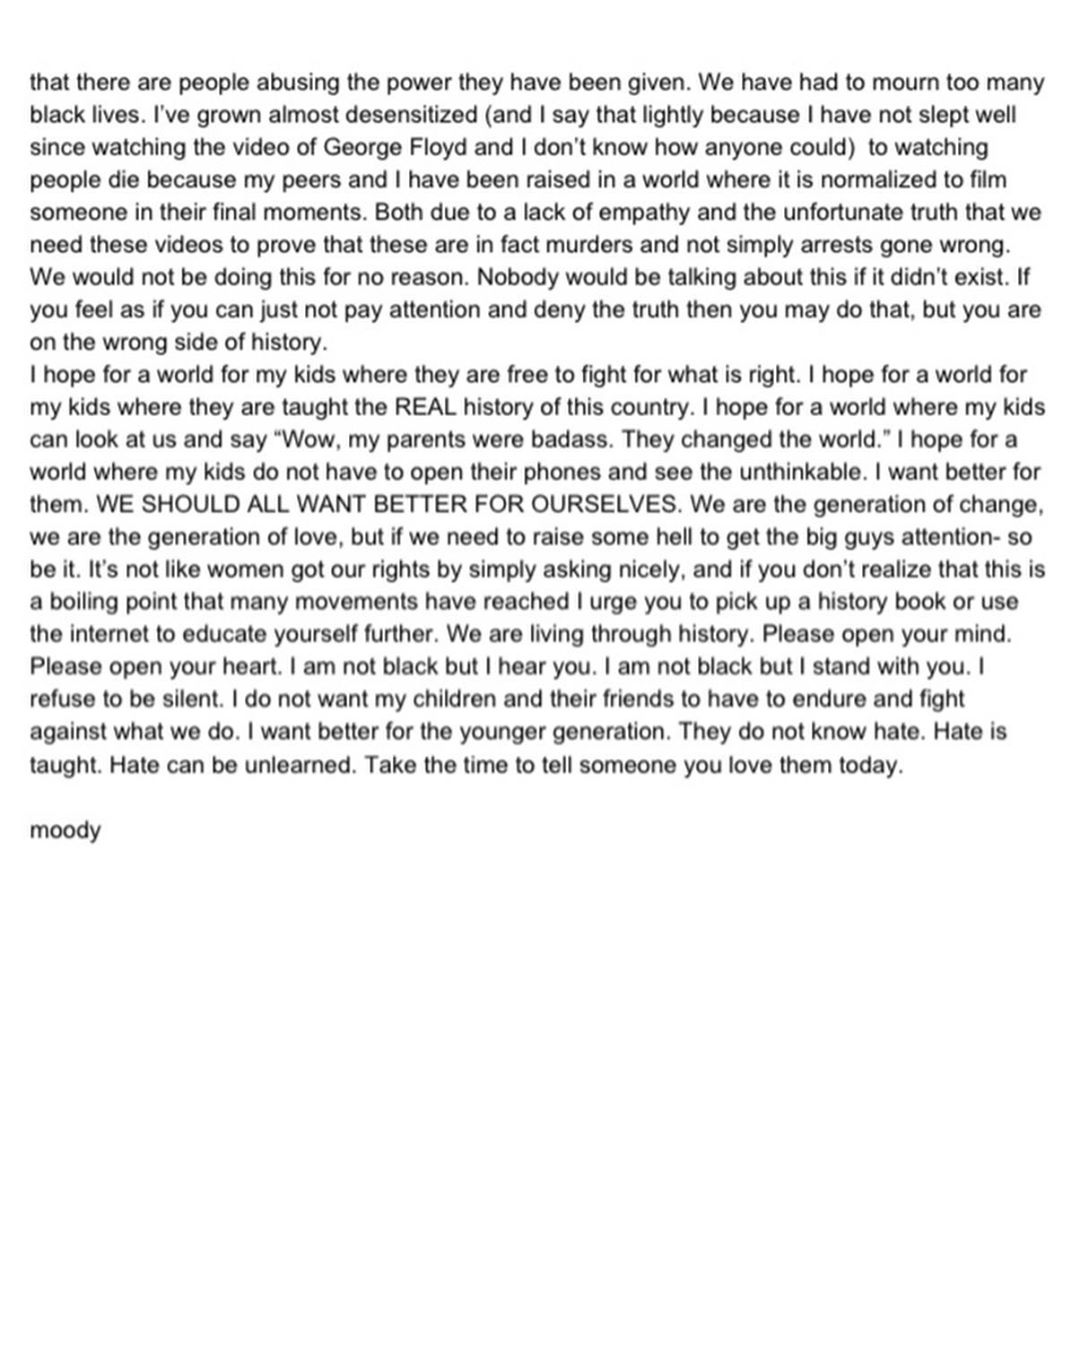 that there are people abusing the power they have been given. We have had to mourn too many
black lives. I've grown almost desensitized (and I say that lightly because I have not slept well
since watching the video of George Floyd and I don't know how anyone could)  to watching
people die because my peers and I have been raised in a world where it is normalized to film
someone in their final moments. Both due to a lack of empathy and the unfortunate truth that we
need these videos to prove that these are in fact murders and not simply arrests gone wrong.
We would not be doing this for no reason. Nobody would be talking about this if it didn't exist. If
you feel as if you can just not pay attention and deny the truth then you may do that, but you are
on the wrong side of history.
I hope for a world for my kids where they are free to fight for what is right. I hope for a world for
my kids where they are taught the REAL history of this country. I hope for a world where my kids
can look at us and say “Wow, my parents were badass. They changed the world.” I hope for a
world where my kids do not have to open their phones and see the unthinkable. I want better for
them. WE SHOULD ALL WANT BETTER FOR OURSELVES. We are the generation of change,
we are the generation of love, but if we need to raise some hell to get the big guys attention- so
be it. It's not like women got our rights by simply asking nicely, and if you don't realize that this is
a boiling point that many movements have reached I urge you to pick up a history book or use
the internet to educate yourself further. We are living through history. Please open your mind.
Please open your heart. I am not black but I hear you. I am not black but I stand with you. I
refuse to be silent. I do not want my children and their friends to have to endure and fight
against what we do. I want better for the younger generation. They do not know hate. Hate is
taught. Hate can be unlearned. Take the time to tell someone you love them today.
moody